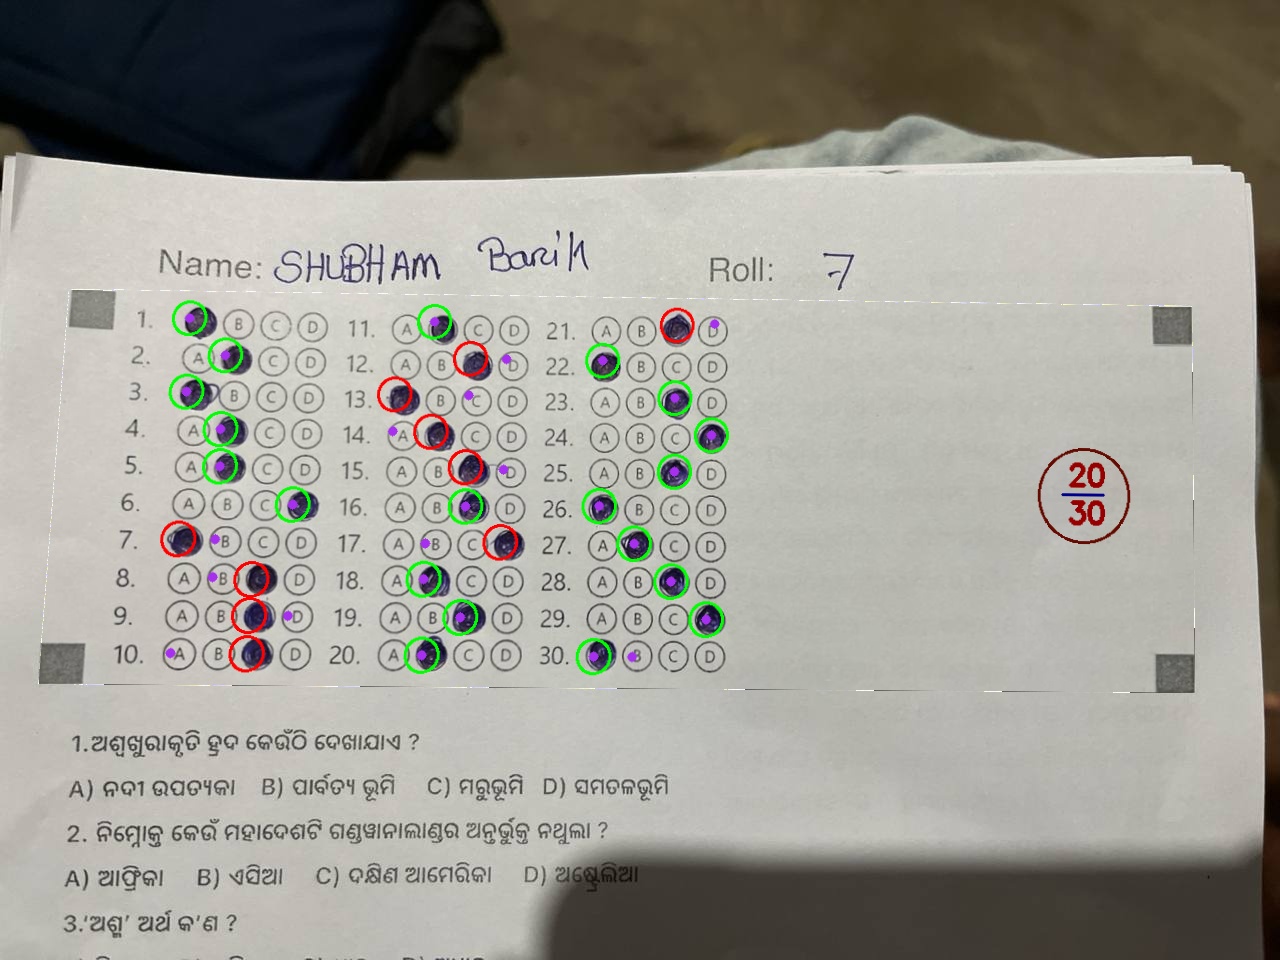 Name: SHUBHAM Barik Roll: 7
1. B C D 11. A C D 21. A B D
2. A C D 12. A B D 22. B C D
3. B C D 13. B C D 23. A B D
4. A C D 14. A C D 24. A B C
5. A C D 15. A B D 25. A B D
6. A B C 16. A B D 26. B C D
7. B C D 17. A B C 27. A C D
8. A B D 18. A C D 28. A B D
9. A B D 19. A B D 29. A B C
10. A B D 20. A C D 30. B C D
20
30
1.ଅଶ୍ୱଖୁରାକୃତି ହ୍ରଦ କେଉଁଠି ଦେଖାଯାଏ ?
A) ନଦୀ ଉପତ୍ୟକା B) ପାର୍ବତ୍ୟ ଭୂମି C) ମରୁଭୂମି D) ସମତଳଭୂମି
2. ନିମ୍ନୋକ୍ତ କେଉଁ ମହାଦେଶଟି ଗଣ୍ଡୱାନାଲାଣ୍ଡର ଅନ୍ତର୍ଭୁକ୍ତ ନଥୁଲା ?
A) ଆଫ୍ରିକା B) ଏସିଆ C) ଦକ୍ଷିଣ ଆମେରିକା D) ଅଷ୍ଟ୍ରେଲିଆ
3.'ଅଶ୍ମ' ଅର୍ଥ କ'ଣ ?